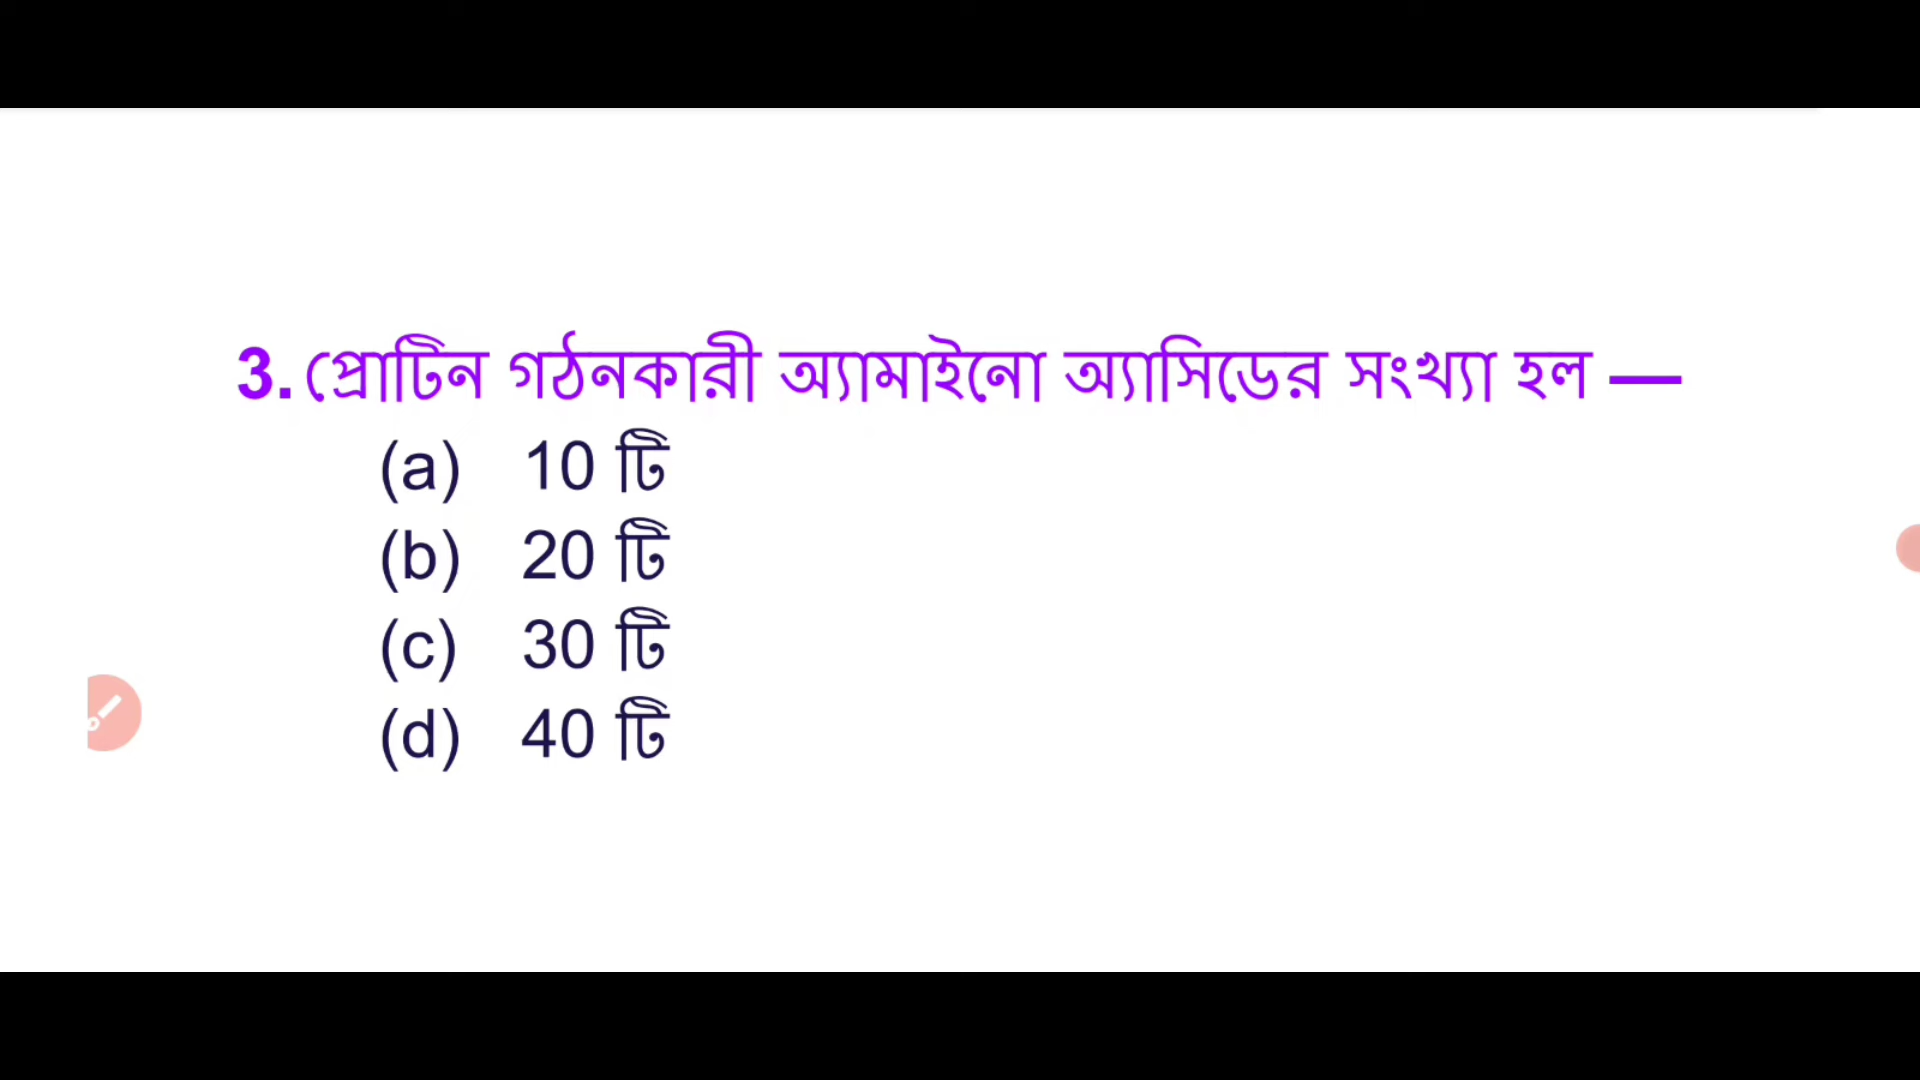 3. প্রোটিন গঠনকারী অ্যামাইনো অ্যাসিডের সংখ্যা হল —
(a) 10 টি
(b) 20 টি
(c) 30 টি
(d) 40 টি